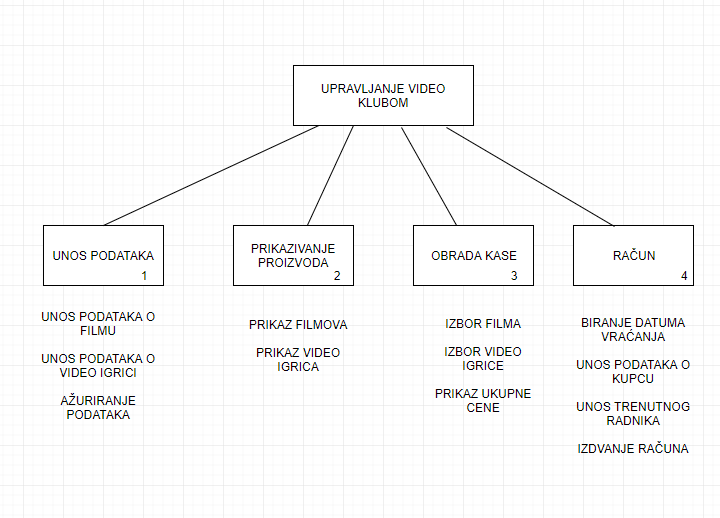 UPRAVLJANJE VIDEO
KLUBOM
UNOS PODATAKA
1
PRIKAZIVANJE
PROIZVODA
2
OBRADA KASE
3
RAČUN
4
UNOS PODATAKA O
FILMU
UNOS PODATAKA O
VIDEO IGRICI
AŽURIRANJE
PODATAKA
PRIKAZ FILMOVA
PRIKAZ VIDEO
IGRICA
IZBOR FILMA
IZBOR VIDEO
IGRICE
PRIKAZ UKUPNE
CENE
BIRANJE DATUMA
VRAĆANJA
UNOS PODATAKA O
KUPCU
UNOS TRENUTNOG
RADNIKA
IZDVANJE RAČUNA